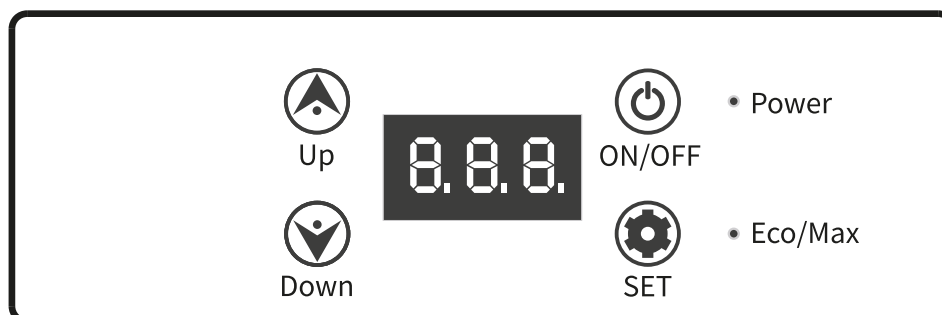 Up
8.8.8.
ON/OFF
Power
Down
SET
Eco/Max